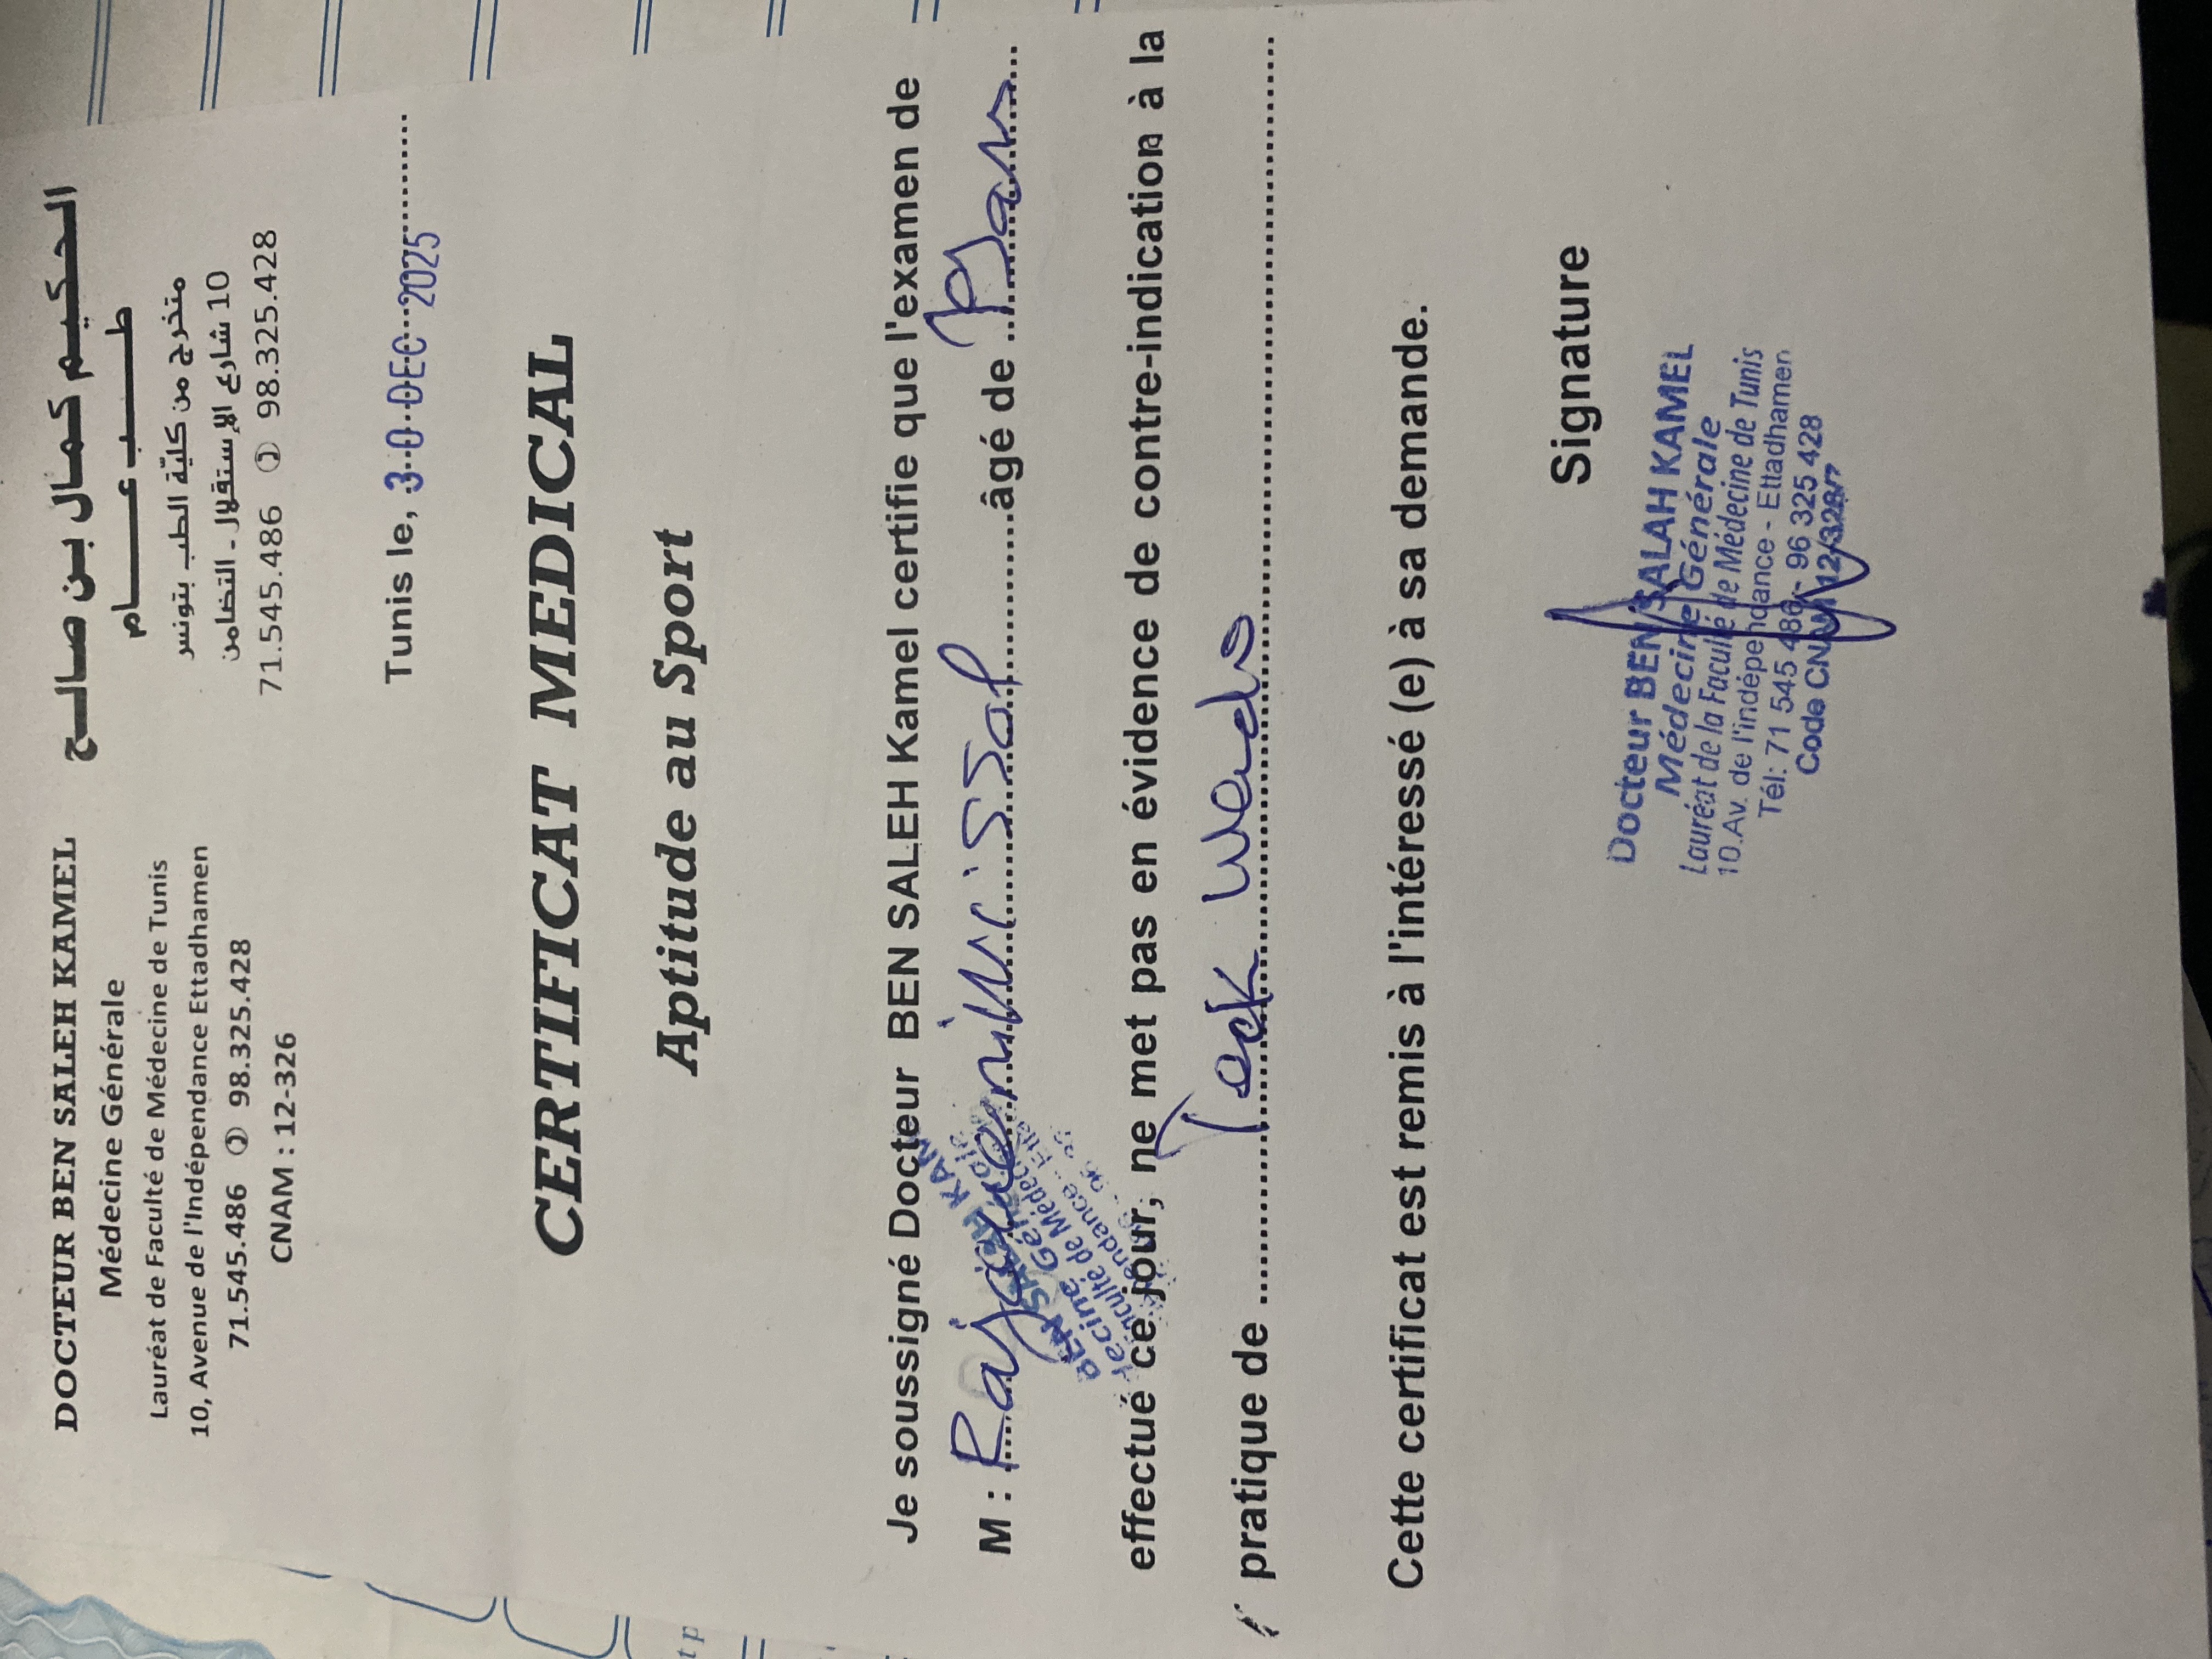 DOCTEUR BEN SALEH KAMEL
Médecine Générale
Lauréat de Faculté de Médecine de Tunis
10, Avenue de l'Indépendance Ettadhamen
71.545.486 ✆ 98.325.428
CNAM : 12-326
الحكيم كمال بن صالح
طب عام
متخرج من كليّة الطب بتونس
10 شارع الإستقلال - التضامن
71.545.486 ✆ 98.325.428
Tunis le, 30 DEC 2025
CERTIFICAT MEDICAL
Aptitude au Sport
Je soussigné Docteur BEN SALEH Kamel certifie que l'examen de
M : âgé de
effectué ce jour, ne met pas en évidence de contre-indication à la
pratique de
Cette certificat est remis à l'intéressé (e) à sa demande.
Signature
Docteur BEN SALAH KAMEL
Médecine Générale
Lauréat de la Faculté de Médecine de Tunis
10.Av. de l'indépendance - Ettadhamen
Tél: 71 545 486 - 96 325 428
Code